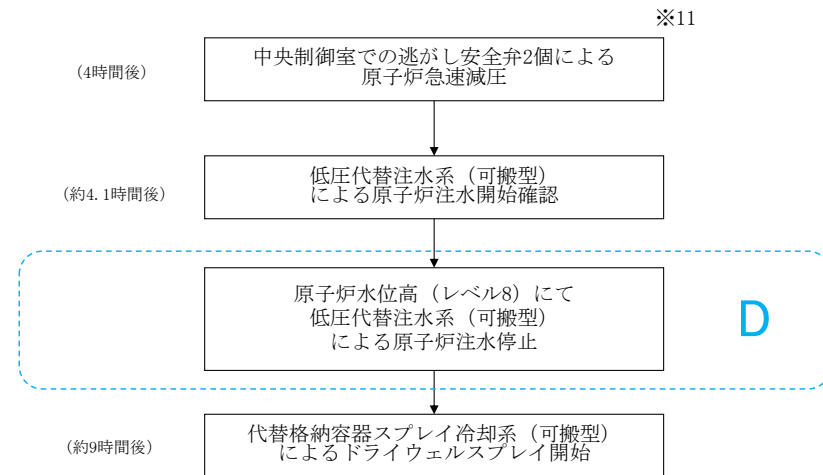 ※11
(4時間後)
中央制御室での逃がし安全弁2個による
原子炉急速減圧
(約4.1時間後)
低圧代替注水系（可搬型）
による原子炉注水開始確認
原子炉水位高（レベル8）にて
低圧代替注水系（可搬型）
による原子炉注水停止
D
(約9時間後)
代替格納容器スプレイ冷却系（可搬型）
によるドライウェルスプレイ開始